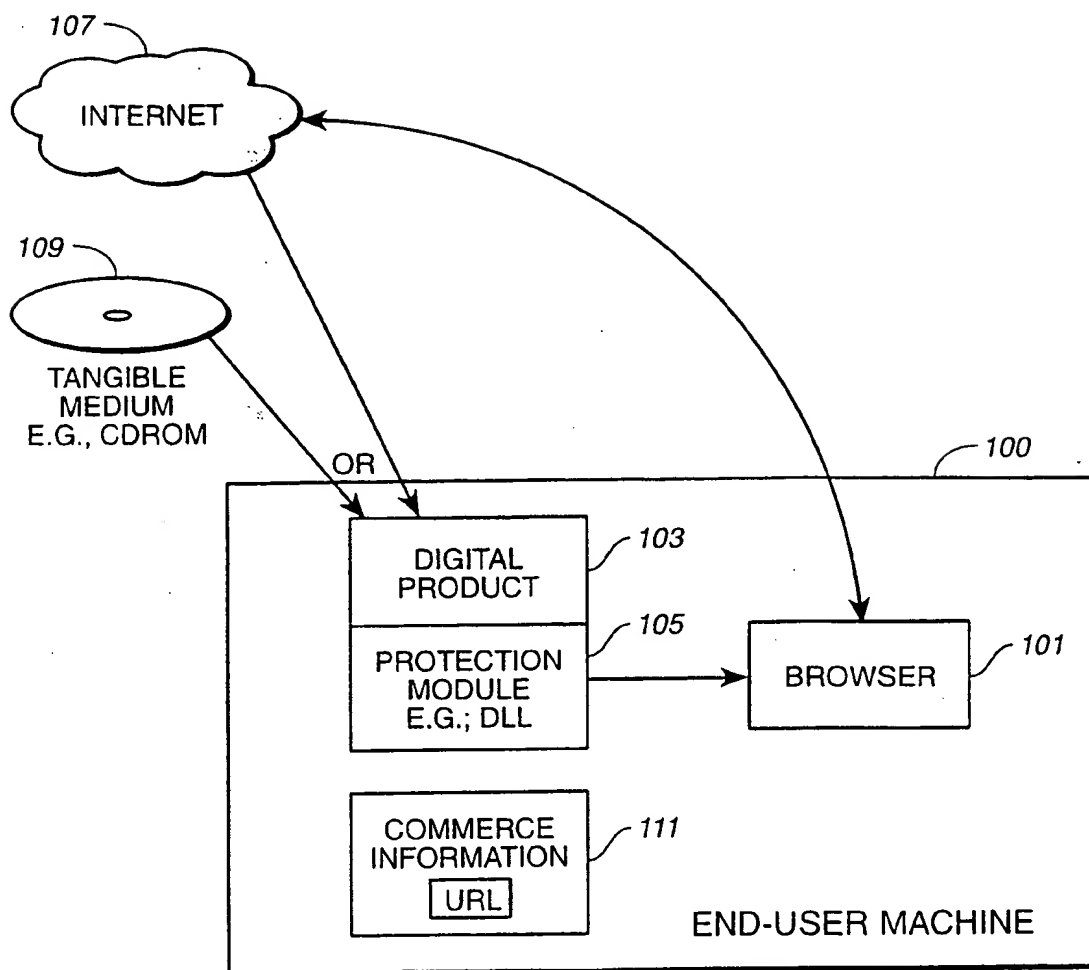 107
INTERNET
109
TANGIBLE
MEDIUM
E.G., CDROM
OR
100
DIGITAL
PRODUCT
103
PROTECTION
MODULE
E.G.; DLL
105
BROWSER
101
COMMERCE
INFORMATION
URL
111
END-USER MACHINE